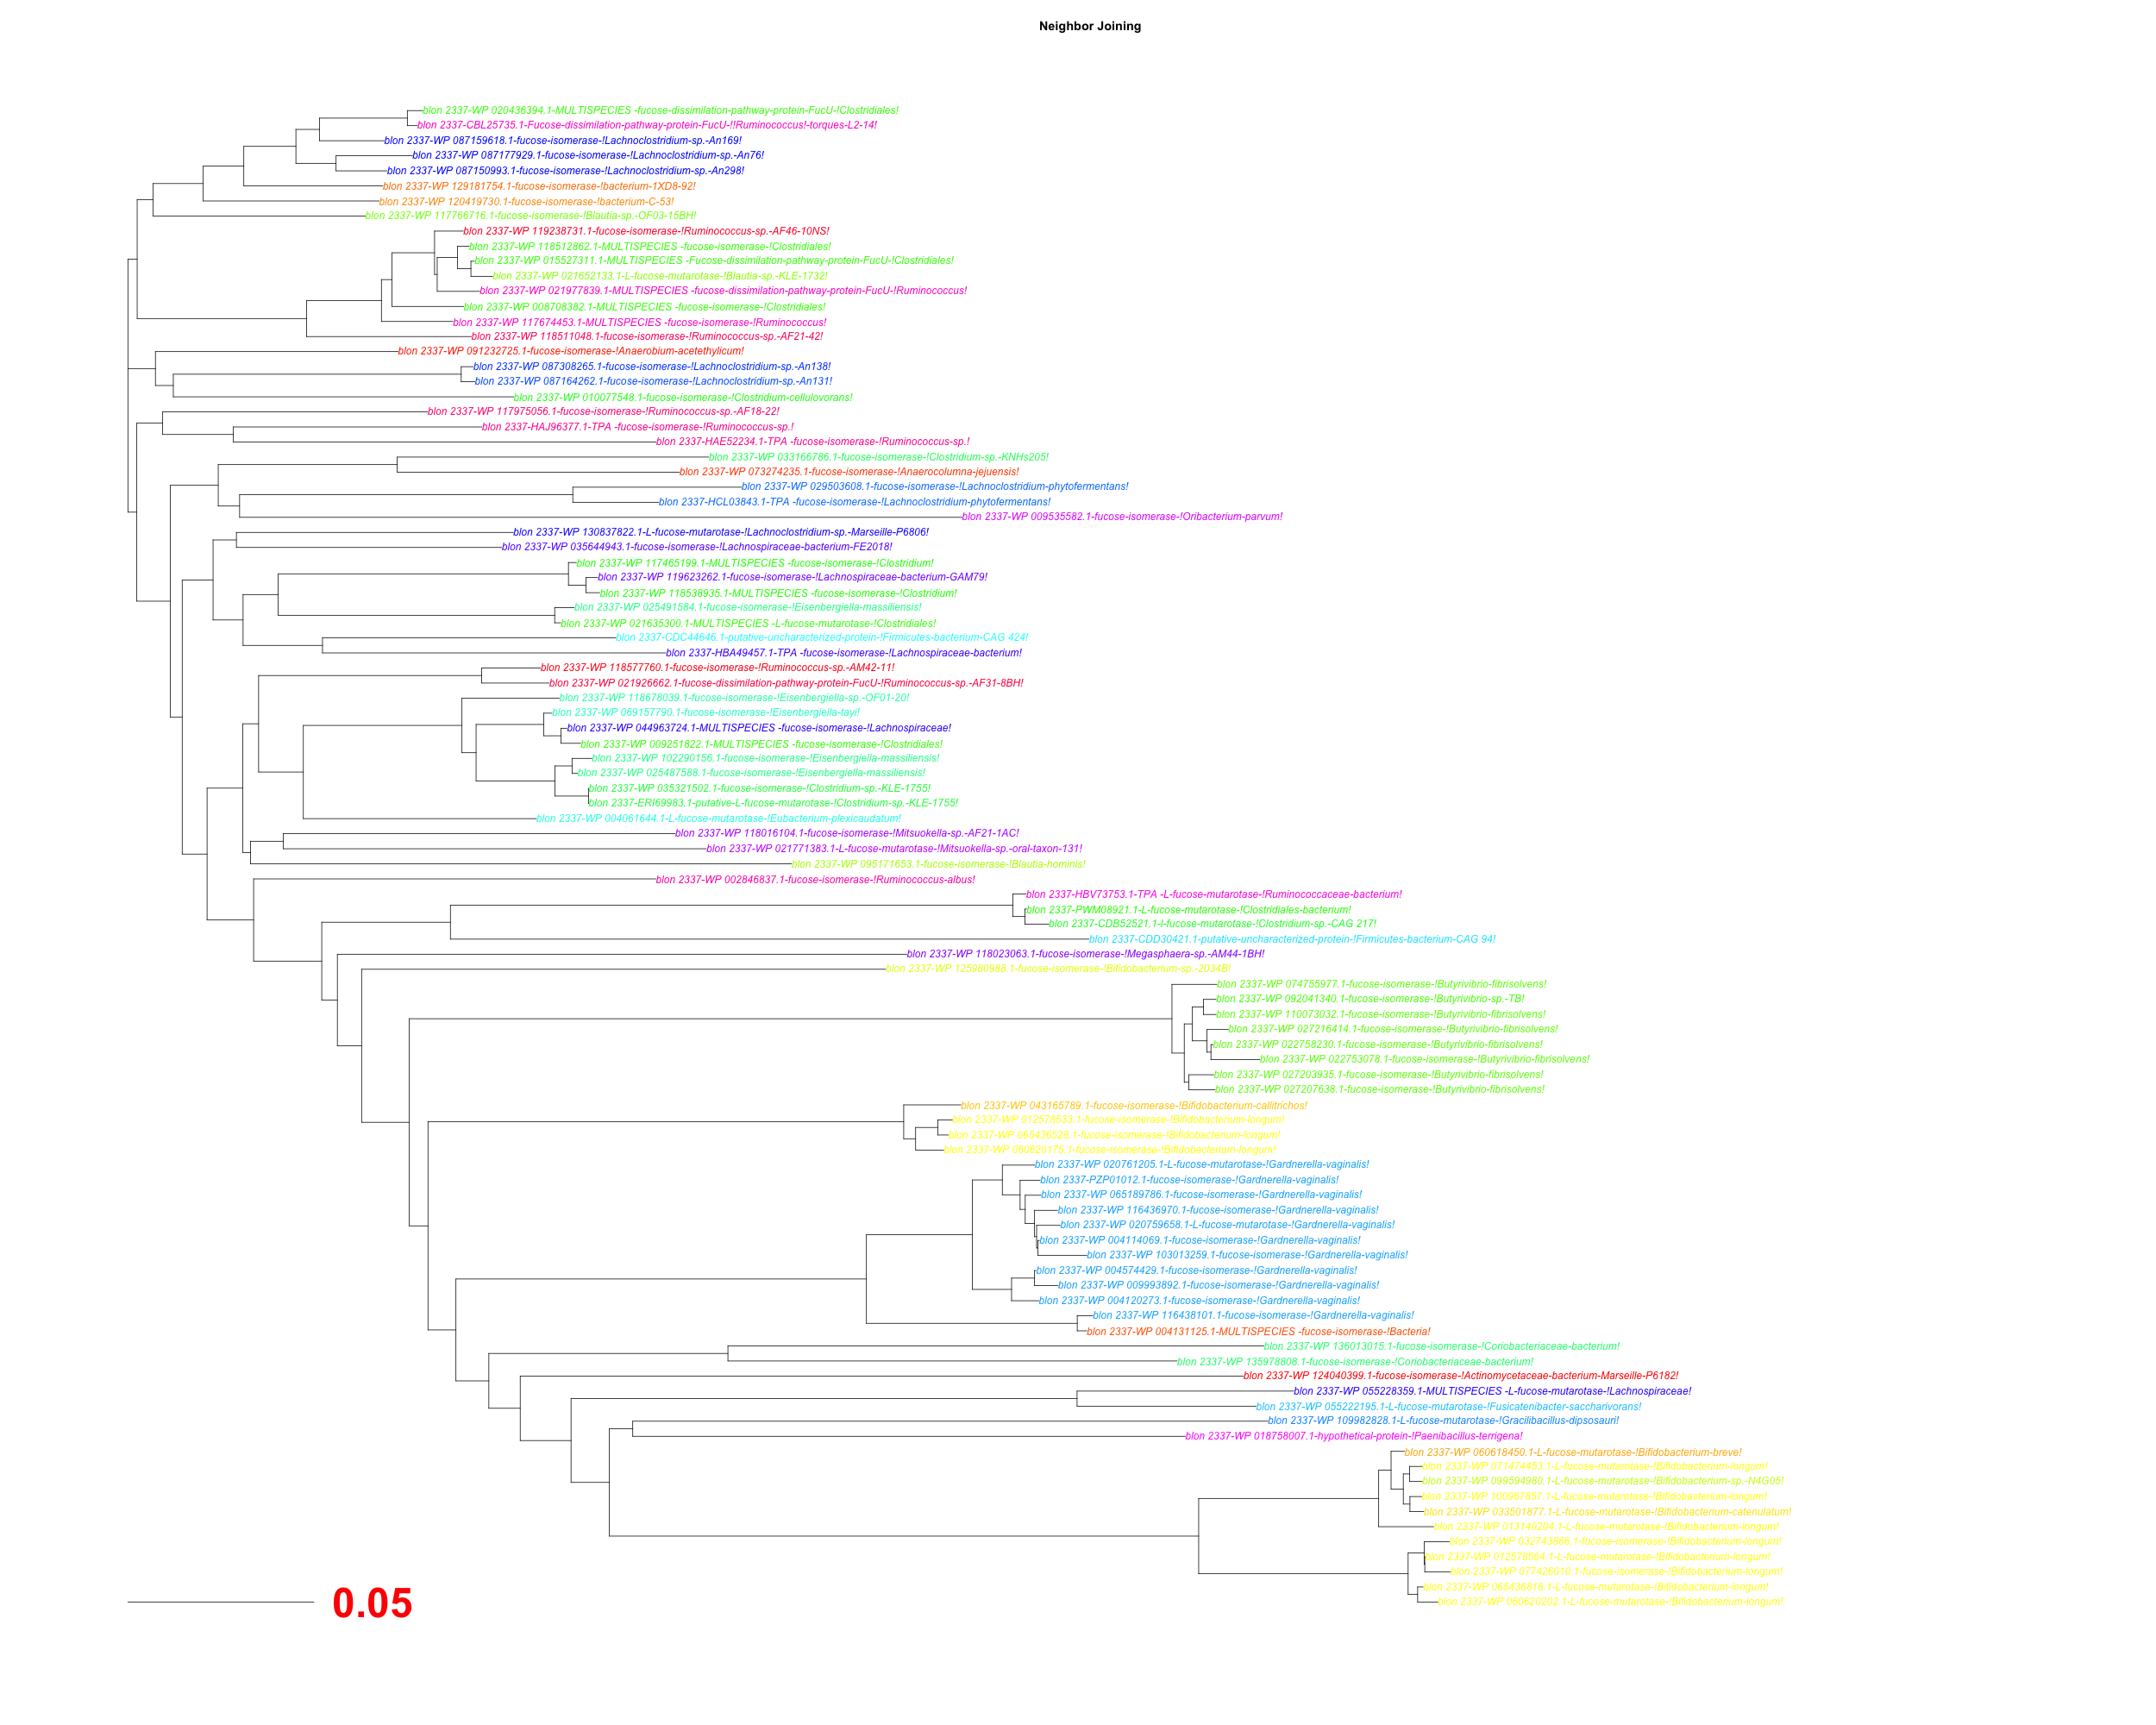 Neighbor Joining
blon 2337-WP 020436394.1-MULTISPECIES -fucose-dissimilation-pathway-protein-FucU-!Clostridiales!
blon 2337-CBL25735.1-Fucose-dissimilation-pathway-protein-FucU-!!Ruminococcus!-torques-L2-14!
blon 2337-WP 087159618.1-fucose-isomerase-!Lachnoclostridium-sp.-An169!
blon 2337-WP 087177929.1-fucose-isomerase-!Lachnoclostridium-sp.-An76!
blon 2337-WP 087150993.1-fucose-isomerase-!Lachnoclostridium-sp.-An298!
blon 2337-WP 129181754.1-fucose-isomerase-!bacterium-1XD8-92!
blon 2337-WP 120419730.1-fucose-isomerase-!bacterium-C-53!
blon 2337-WP 117766716.1-fucose-isomerase-!Blautia-sp.-OF03-15BH!
blon 2337-WP 119238731.1-fucose-isomerase-!Ruminococcus-sp.-AF46-10NS!
blon 2337-WP 118512862.1-MULTISPECIES -fucose-isomerase-!Clostridiales!
blon 2337-WP 015527311.1-MULTISPECIES -Fucose-dissimilation-pathway-protein-FucU-!Clostridiales!
blon 2337-WP 021652133.1-L-fucose-mutarotase-!Blautia-sp.-KLE-1732!
blon 2337-WP 021977839.1-MULTISPECIES -fucose-dissimilation-pathway-protein-FucU-!Ruminococcus!
blon 2337-WP 008708382.1-MULTISPECIES -fucose-isomerase-!Clostridiales!
blon 2337-WP 117674453.1-MULTISPECIES -fucose-isomerase-!Ruminococcus!
blon 2337-WP 118511048.1-fucose-isomerase-!Ruminococcus-sp.-AF21-42!
blon 2337-WP 091232725.1-fucose-isomerase-!Anaerobium-acetethylicum!
blon 2337-WP 087308265.1-fucose-isomerase-!Lachnoclostridium-sp.-An138!
blon 2337-WP 087164262.1-fucose-isomerase-!Lachnoclostridium-sp.-An131!
blon 2337-WP 010077548.1-fucose-isomerase-!Clostridium-cellulovorans!
blon 2337-WP 117975056.1-fucose-isomerase-!Ruminococcus-sp.-AF18-22!
blon 2337-HAJ96377.1-TPA -fucose-isomerase-!Ruminococcus-sp.!
blon 2337-HAE52234.1-TPA -fucose-isomerase-!Ruminococcus-sp.!
blon 2337-WP 033166786.1-fucose-isomerase-!Clostridium-sp.-KNHs205!
blon 2337-WP 073274235.1-fucose-isomerase-!Anaerocolumna-jejuensis!
blon 2337-WP 029503608.1-fucose-isomerase-!Lachnoclostridium-phytofermentans!
blon 2337-HCL03843.1-TPA -fucose-isomerase-!Lachnoclostridium-phytofermentans!
blon 2337-WP 009535582.1-fucose-isomerase-!Oribacterium-parvum!
blon 2337-WP 130837822.1-L-fucose-mutarotase-!Lachnoclostridium-sp.-Marseille-P6806!
blon 2337-WP 035644943.1-fucose-isomerase-!Lachnospiraceae-bacterium-FE2018!
blon 2337-WP 117465199.1-MULTISPECIES -fucose-isomerase-!Clostridium!
blon 2337-WP 119623262.1-fucose-isomerase-!Lachnospiraceae-bacterium-GAM79!
blon 2337-WP 118538935.1-MULTISPECIES -fucose-isomerase-!Clostridium!
blon 2337-WP 025491584.1-fucose-isomerase-!Eisenbergiella-massiliensis!
blon 2337-WP 021635300.1-MULTISPECIES -L-fucose-mutarotase-!Clostridiales!
blon 2337-CDC44646.1-putative-uncharacterized-protein-!Firmicutes-bacterium-CAG 424!
blon 2337-HBA49457.1-TPA -fucose-isomerase-!Lachnospiraceae-bacterium!
blon 2337-WP 118577760.1-fucose-isomerase-!Ruminococcus-sp.-AM42-11!
blon 2337-WP 021926662.1-fucose-dissimilation-pathway-protein-FucU-!Ruminococcus-sp.-AF31-8BH!
blon 2337-WP 118678039.1-fucose-isomerase-!Eisenbergiella-sp.-OF01-20!
blon 2337-WP 069157790.1-fucose-isomerase-!Eisenbergiella-tayi!
blon 2337-WP 044963724.1-MULTISPECIES -fucose-isomerase-!Lachnospiraceae!
blon 2337-WP 009251822.1-MULTISPECIES -fucose-isomerase-!Clostridiales!
blon 2337-WP 102290156.1-fucose-isomerase-!Eisenbergiella-massiliensis!
blon 2337-WP 025487588.1-fucose-isomerase-!Eisenbergiella-massiliensis!
blon 2337-WP 035321502.1-fucose-isomerase-!Clostridium-sp.-KLE-1755!
blon 2337-ERI69983.1-putative-L-fucose-mutarotase-!Clostridium-sp.-KLE-1755!
blon 2337-WP 004061644.1-L-fucose-mutarotase-!Eubacterium-plexicaudatum!
blon 2337-WP 118016104.1-fucose-isomerase-!Mitsuokella-sp.-AF21-1AC!
blon 2337-WP 021771383.1-L-fucose-mutarotase-!Mitsuokella-sp.-oral-taxon-131!
blon 2337-WP 095171653.1-fucose-isomerase-!Blautia-hominis!
blon 2337-WP 002846837.1-fucose-isomerase-!Ruminococcus-albus!
blon 2337-HBV73753.1-TPA -L-fucose-mutarotase-!Ruminococcaceae-bacterium!
blon 2337-PWM08921.1-L-fucose-mutarotase-!Clostridiales-bacterium!
blon 2337-CDB52521.1-l-fucose-mutarotase-!Clostridium-sp.-CAG 217!
blon 2337-CDD30421.1-putative-uncharacterized-protein-!Firmicutes-bacterium-CAG 94!
blon 2337-WP 118023063.1-fucose-isomerase-!Megasphaera-sp.-AM44-1BH!
blon 2337-WP 125980968.1-fucose-isomerase-!Bifidobacterium-sp.-2034B!
blon 2337-WP 074755977.1-fucose-isomerase-!Butyrivibrio-fibrisolvens!
blon 2337-WP 092041340.1-fucose-isomerase-!Butyrivibrio-sp.-TB!
blon 2337-WP 110073032.1-fucose-isomerase-!Butyrivibrio-fibrisolvens!
blon 2337-WP 027216414.1-fucose-isomerase-!Butyrivibrio-fibrisolvens!
blon 2337-WP 022758230.1-fucose-isomerase-!Butyrivibrio-fibrisolvens!
blon 2337-WP 022753078.1-fucose-isomerase-!Butyrivibrio-fibrisolvens!
blon 2337-WP 027203935.1-fucose-isomerase-!Butyrivibrio-fibrisolvens!
blon 2337-WP 027207638.1-fucose-isomerase-!Butyrivibrio-fibrisolvens!
blon 2337-WP 043165789.1-fucose-isomerase-!Bifidobacterium-callitrichos!
blon 2337-WP 012578533.1-fucose-isomerase-!Bifidobacterium-longum!
blon 2337-WP 065436528.1-fucose-isomerase-!Bifidobacterium-longum!
blon 2337-WP 060620175.1-fucose-isomerase-!Bifidobacterium-longum!
blon 2337-WP 020761205.1-L-fucose-mutarotase-!Gardnerella-vaginalis!
blon 2337-PZP01012.1-fucose-isomerase-!Gardnerella-vaginalis!
blon 2337-WP 065189786.1-fucose-isomerase-!Gardnerella-vaginalis!
blon 2337-WP 116436970.1-fucose-isomerase-!Gardnerella-vaginalis!
blon 2337-WP 020759658.1-L-fucose-mutarotase-!Gardnerella-vaginalis!
blon 2337-WP 004114069.1-fucose-isomerase-!Gardnerella-vaginalis!
blon 2337-WP 103013259.1-fucose-isomerase-!Gardnerella-vaginalis!
blon 2337-WP 004574429.1-fucose-isomerase-!Gardnerella-vaginalis!
blon 2337-WP 009993892.1-fucose-isomerase-!Gardnerella-vaginalis!
blon 2337-WP 004120273.1-fucose-isomerase-!Gardnerella-vaginalis!
blon 2337-WP 116438101.1-fucose-isomerase-!Gardnerella-vaginalis!
blon 2337-WP 004131125.1-MULTISPECIES -fucose-isomerase-!Bacteria!
blon 2337-WP 136013015.1-fucose-isomerase-!Coriobacteriaceae-bacterium!
blon 2337-WP 135978808.1-fucose-isomerase-!Coriobacteriaceae-bacterium!
blon 2337-WP 124040399.1-fucose-isomerase-!Actinomycetaceae-bacterium-Marseille-P6182!
blon 2337-WP 055228359.1-MULTISPECIES -L-fucose-mutarotase-!Lachnospiraceae!
blon 2337-WP 055222195.1-L-fucose-mutarotase-!Fusicatenibacter-saccharivorans!
blon 2337-WP 109982828.1-L-fucose-mutarotase-!Gracilibacillus-dipsosauri!
blon 2337-WP 018758007.1-hypothetical-protein-!Paenibacillus-terrigena!
blon 2337-WP 060618450.1-L-fucose-mutarotase-!Bifidobacterium-breve!
blon 2337-WP 071474453.1-L-fucose-mutarotase-!Bifidobacterium-longum!
blon 2337-WP 099594980.1-L-fucose-mutarotase-!Bifidobacterium-sp.-N4G05!
blon 2337-WP 100967857.1-L-fucose-mutarotase-!Bifidobacterium-longum!
blon 2337-WP 033501877.1-L-fucose-mutarotase-!Bifidobacterium-catenulatum!
blon 2337-WP 013140204.1-L-fucose-mutarotase-!Bifidobacterium-longum!
blon 2337-WP 032743866.1-fucose-isomerase-!Bifidobacterium-longum!
blon 2337-WP 012578564.1-L-fucose-mutarotase-!Bifidobacterium-longum!
blon 2337-WP 077426010.1-fucose-isomerase-!Bifidobacterium-longum!
blon 2337-WP 065435818.1-L-fucose-mutarotase-!Bifidobacterium-longum!
blon 2337-WP 060620202.1-L-fucose-mutarotase-!Bifidobacterium-longum!
0.05